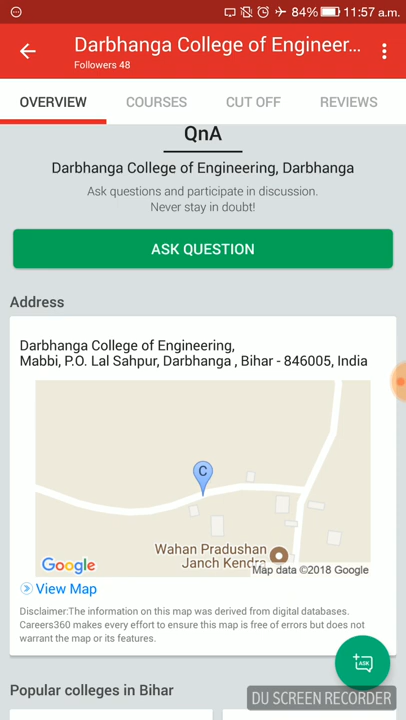 84% 11:57 a.m.
Darbhanga College of Engineer...
Followers 48
OVERVIEW COURSES CUT OFF REVIEWS
QnA
Darbhanga College of Engineering, Darbhanga
Ask questions and participate in discussion.
Never stay in doubt!
ASK QUESTION
Address
Darbhanga College of Engineering,
Mabbi, P.O. Lal Sahpur, Darbhanga , Bihar - 846005, India
C
Wahan Pradushan
Janch Kendra
Google
Map data ©2018 Google
View Map
Disclaimer:The information on this map was derived from digital databases.
Careers360 makes every effort to ensure this map is free of errors but does not
warrant the map or its features.
ASK
Popular colleges in Bihar
DU SCREEN RECORDER